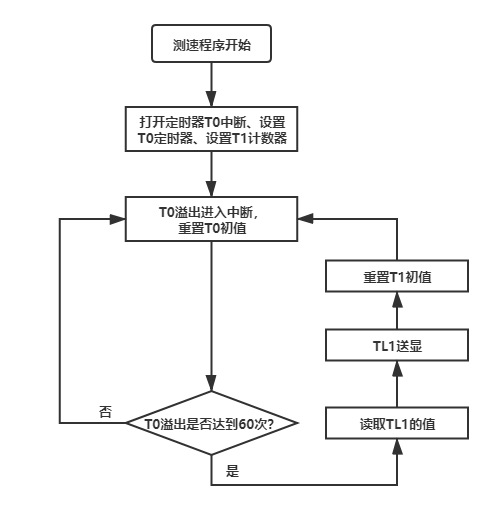 测速程序开始
打开定时器T0中断、设置
T0定时器、设置T1计数器
T0溢出进入中断，
重置T0初值
重置T1初值
TL1送显
读取TL1的值
T0溢出是否达到60次?
否
是